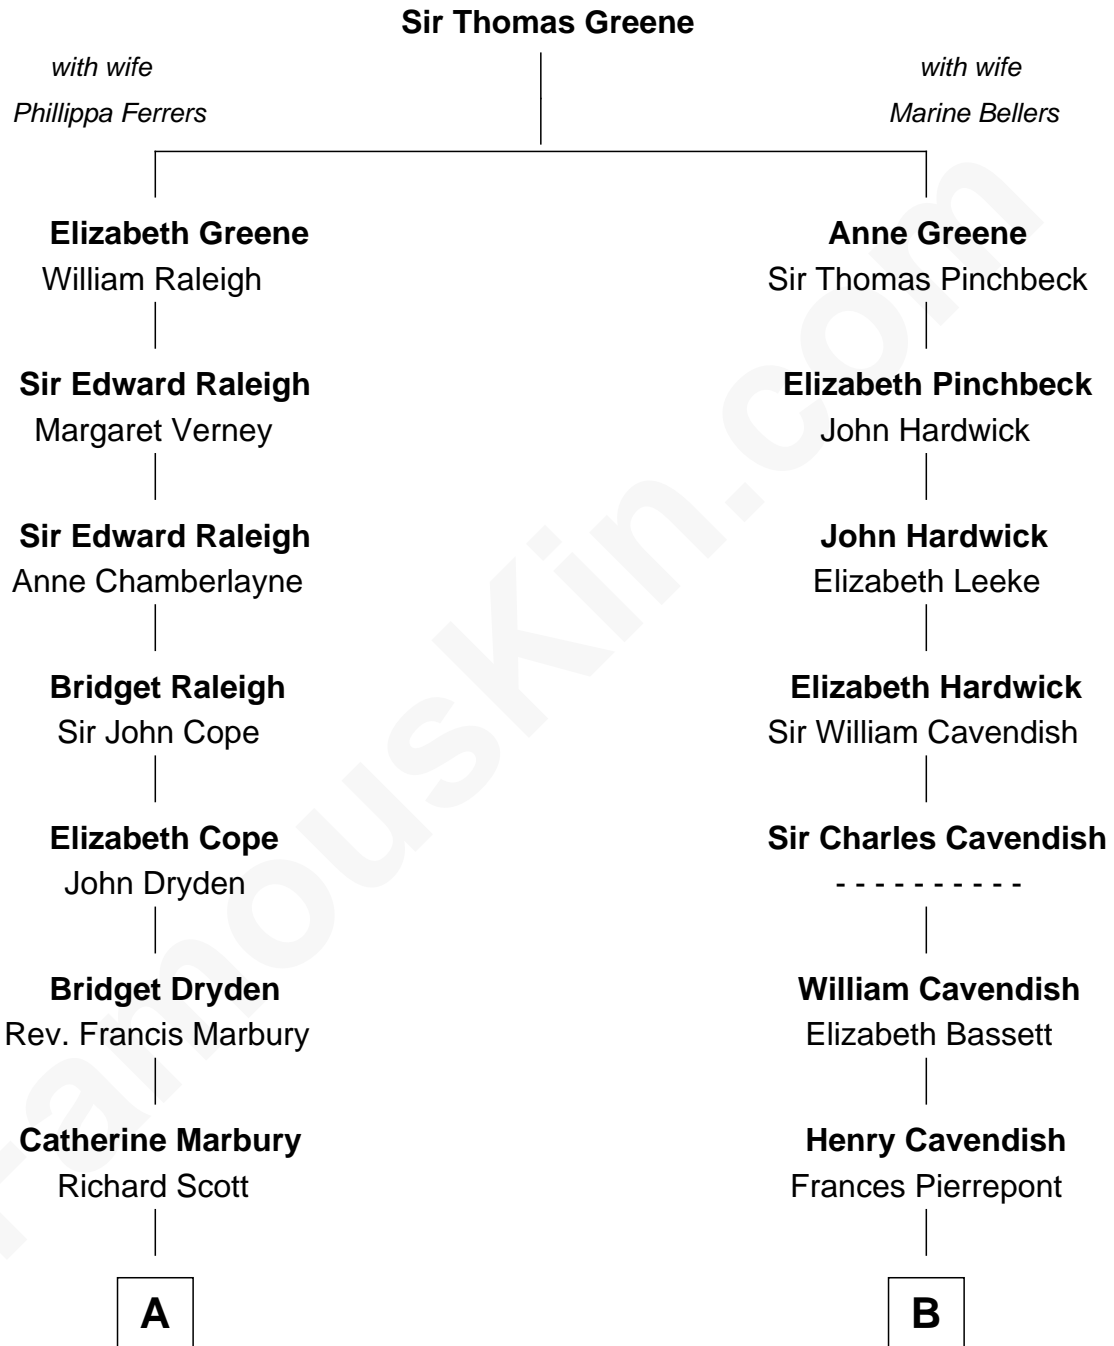 Sir Thomas Greene
with wife
Phillippa Ferrers
with wife
Marine Bellers
Elizabeth Greene
William Raleigh
Anne Greene
Sir Thomas Pinchbeck
Sir Edward Raleigh
Margaret Verney
Elizabeth Pinchbeck
John Hardwick
Sir Edward Raleigh
Anne Chamberlayne
John Hardwick
Elizabeth Leeke
Bridget Raleigh
Sir John Cope
Elizabeth Hardwick
Sir William Cavendish
Elizabeth Cope
John Dryden
Sir Charles Cavendish
- - - - - - - - - -
Bridget Dryden
Rev. Francis Marbury
William Cavendish
Elizabeth Bassett
Catherine Marbury
Richard Scott
Henry Cavendish
Frances Pierrepont
A
B
FamousKin.com